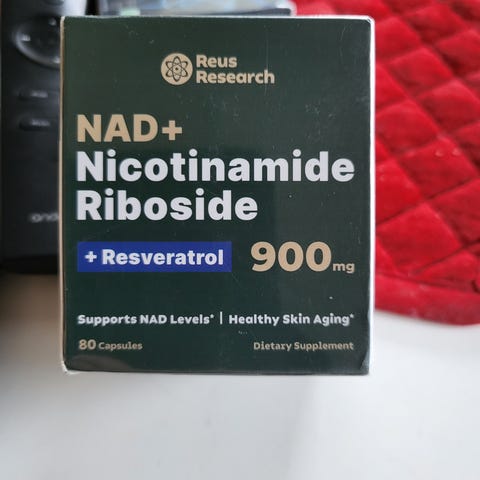 Reus
Research
NAD+
Nicotinamide
Riboside
+ Resveratrol 900mg
Supports NAD Levels* | Healthy Skin Aging*
80 Capsules Dietary Supplement